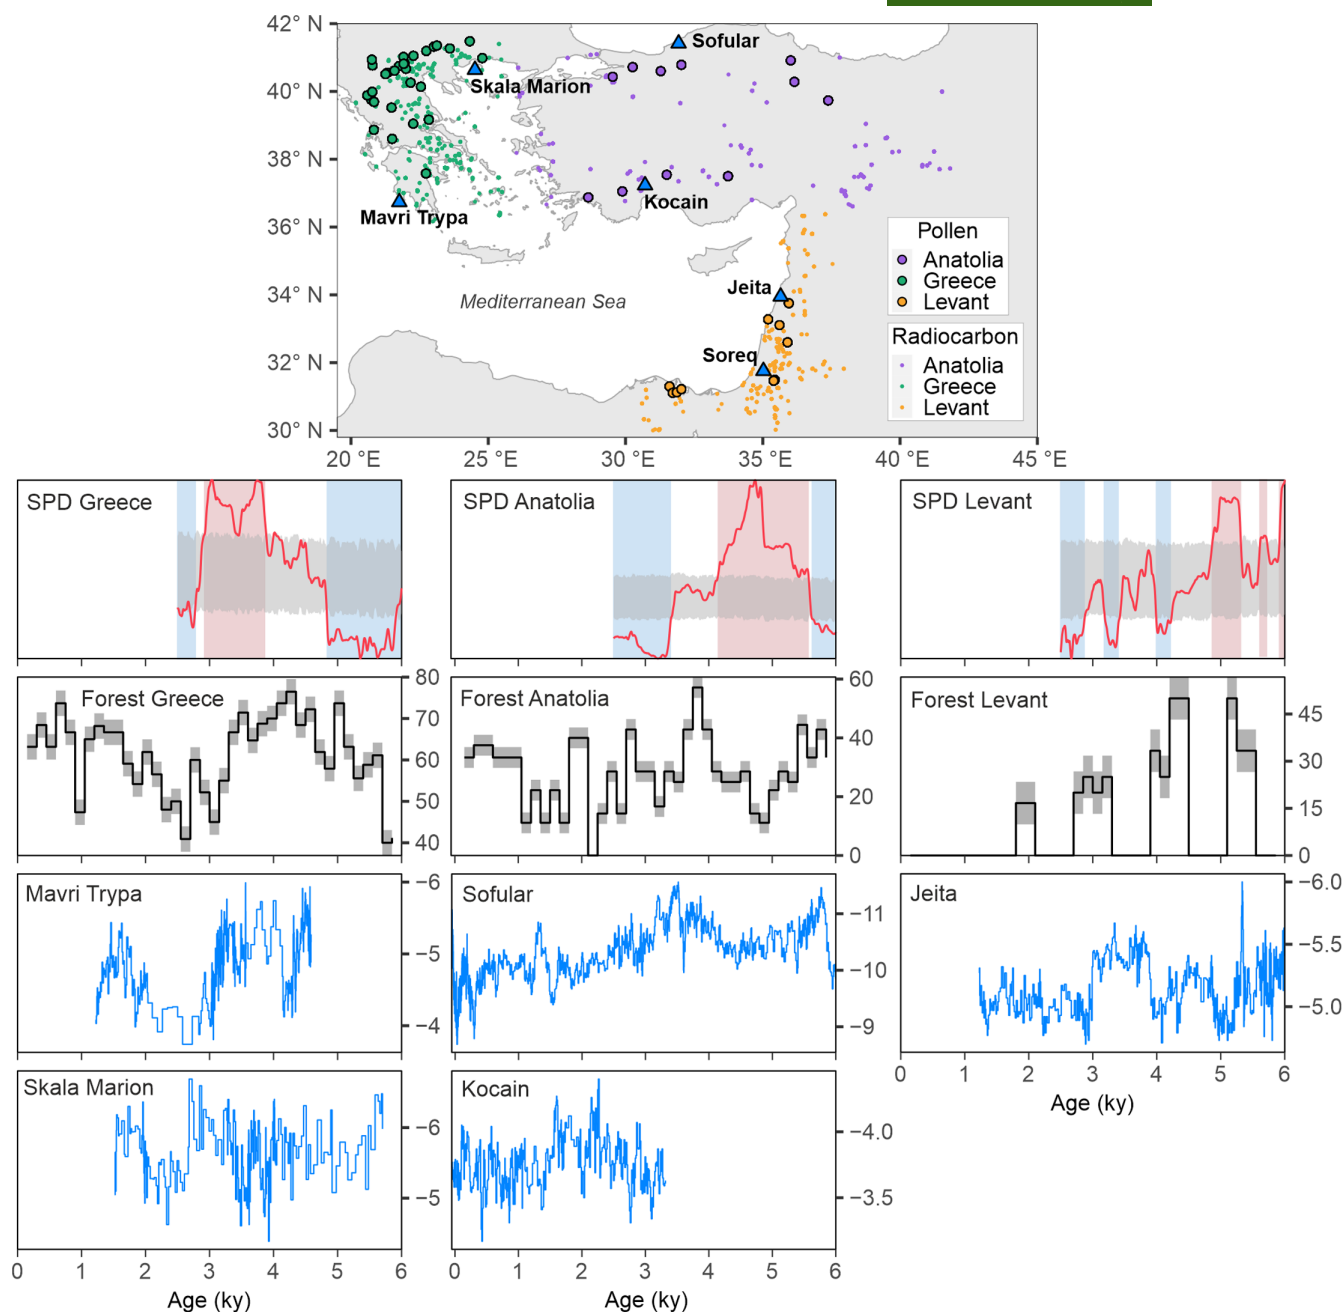 42° N
40° N
38° N
36° N
34° N
32° N
30° N
20 °E
25 °E
30 °E
35 °E
40 °E
45 °E
Sofular
Skala Marion
Kocain
Mavri Trypa
Jeita
Soreq
Mediterranean Sea
Pollen
Anatolia
Greece
Levant
Radiocarbon
Anatolia
Greece
Levant
SPD Greece
SPD Anatolia
SPD Levant
Forest Greece
80
70
60
50
40
Forest Anatolia
60
40
20
0
Forest Levant
45
30
15
0
Mavri Trypa
−6
−5
−4
Sofular
−11
−10
−9
Jeita
−6.0
−5.5
−5.0
0 1 2 3 4 5 6
Age (ky)
Skala Marion
−6
−5
0 1 2 3 4 5 6
Age (ky)
Kocain
−4.0
−3.5
0 1 2 3 4 5 6
Age (ky)